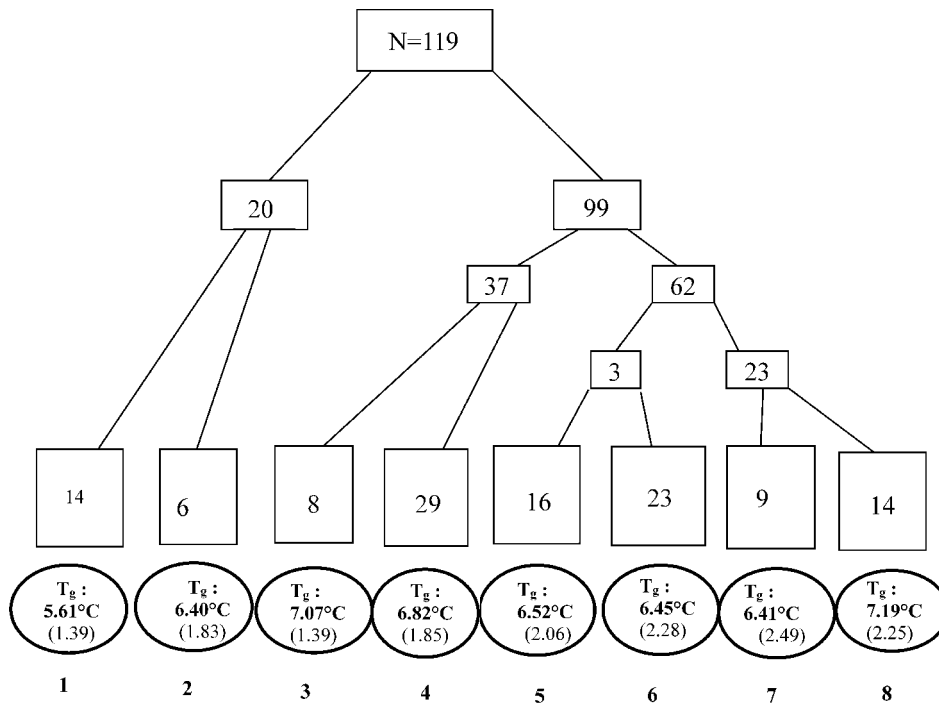 N=119
20
99
37
62
3
23
14
6
8
29
16
23
9
14
Tg :
5.61°C
(1.39)
Tg :
6.40°C
(1.83)
Tg :
7.07°C
(1.39)
Tg :
6.82°C
(1.85)
Tg :
6.52°C
(2.06)
Tg :
6.45°C
(2.28)
Tg :
6.41°C
(2.49)
Tg :
7.19°C
(2.25)
1
2
3
4
5
6
7
8